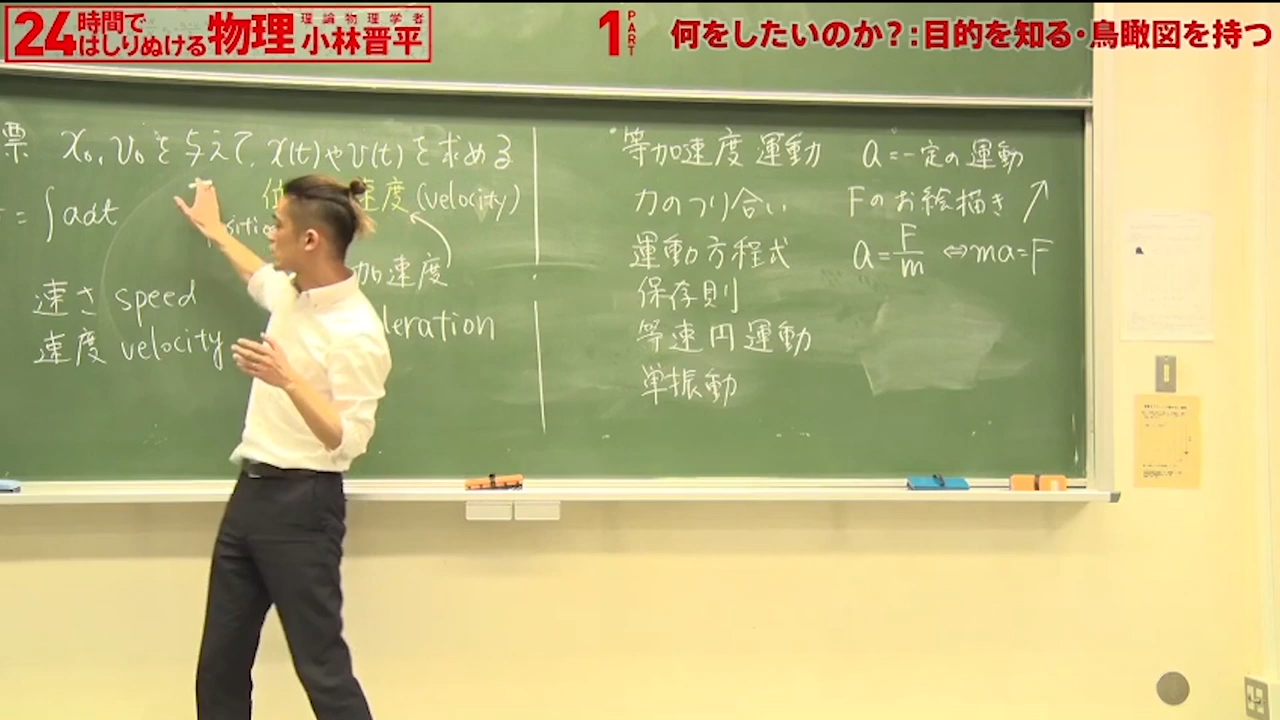 24時間ではしりぬける物理
理論物理学者
小林晋平
1 PART
何をしたいのか?:目的を知る・鳥瞰図を持つ
票 x₀, v₀を与えて, x(t)やv(t)を求める
速度(velocity)
= ∫adt
加速度
速さ speed
速度 velocity
leration
等加速度運動 a=一定の運動
力のつり合い Fのお絵描き
運動方程式 a=F/m ⇔ma=F
保存則
等速円運動
単振動